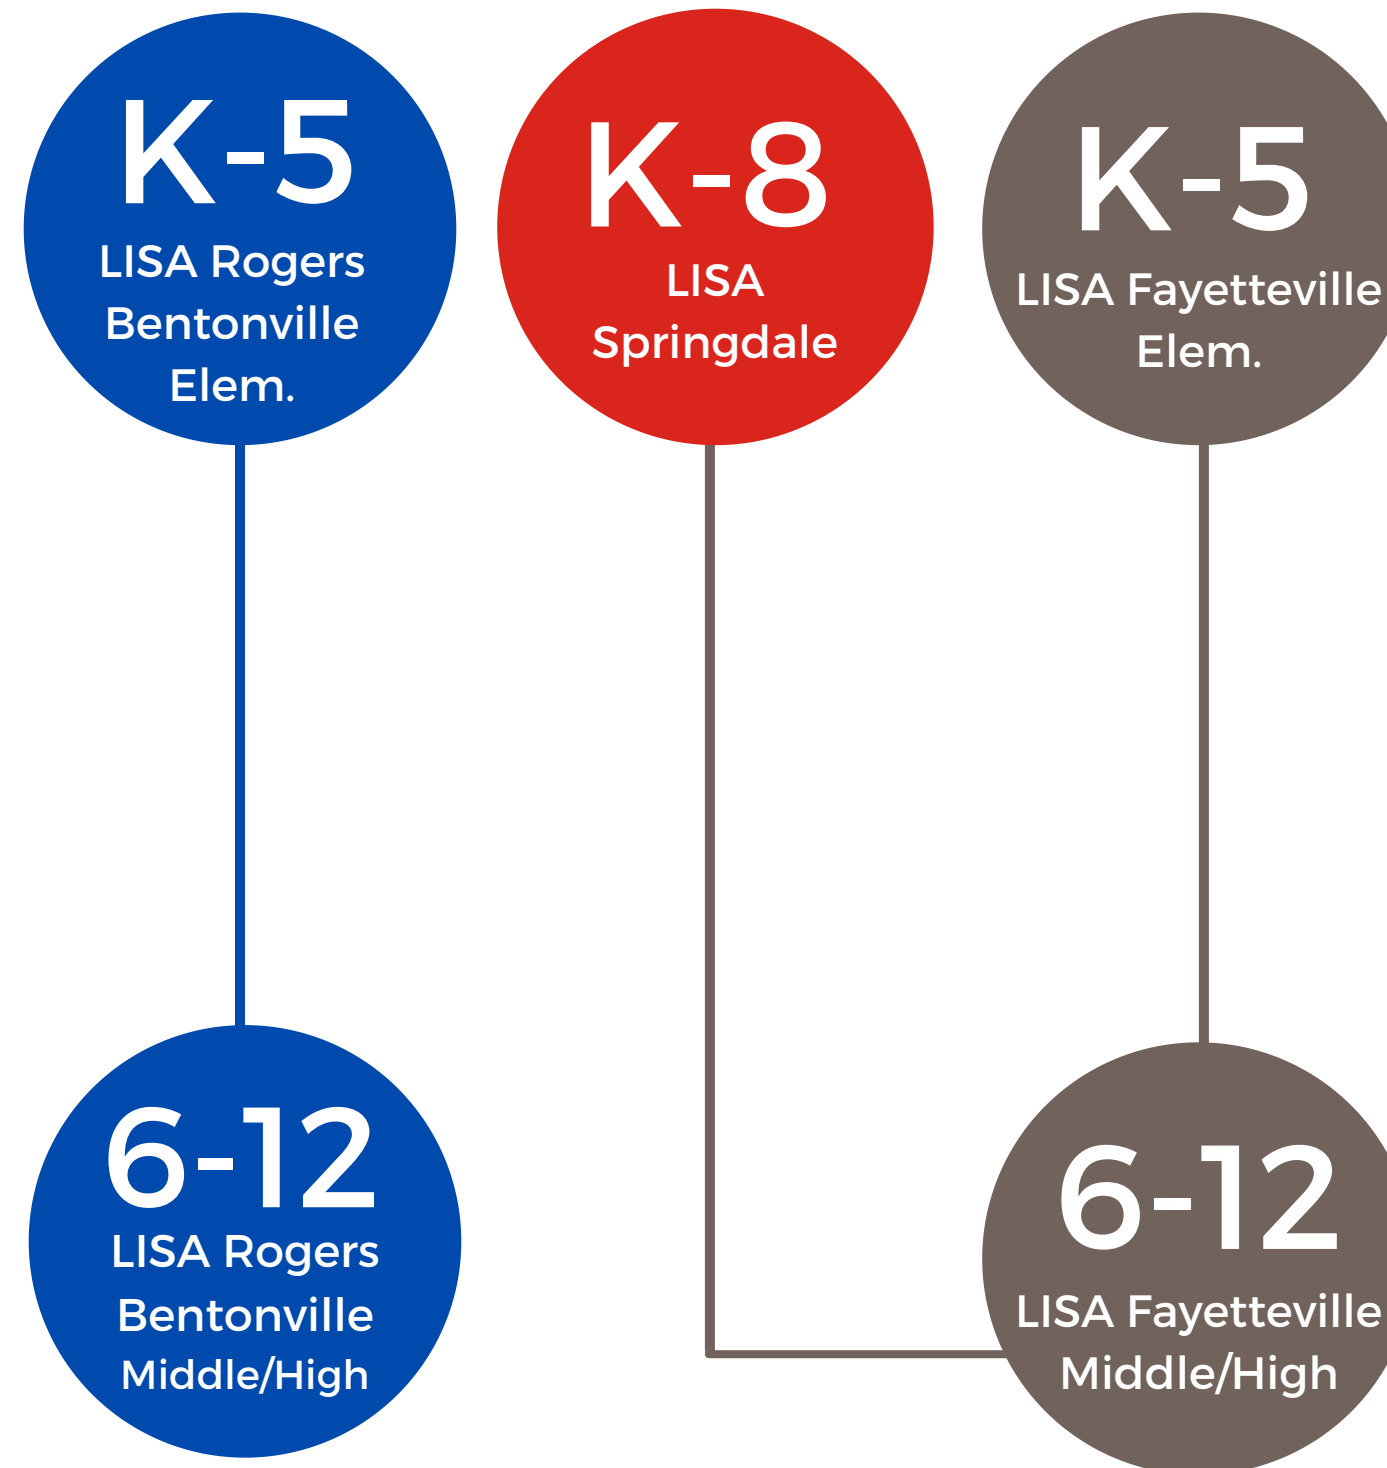 K-5
LISA Rogers
Bentonville
Elem.
K-8
LISA
Springdale
K-5
LISA Fayetteville
Elem.
6-12
LISA Rogers
Bentonville
Middle/High
6-12
LISA Fayetteville
Middle/High